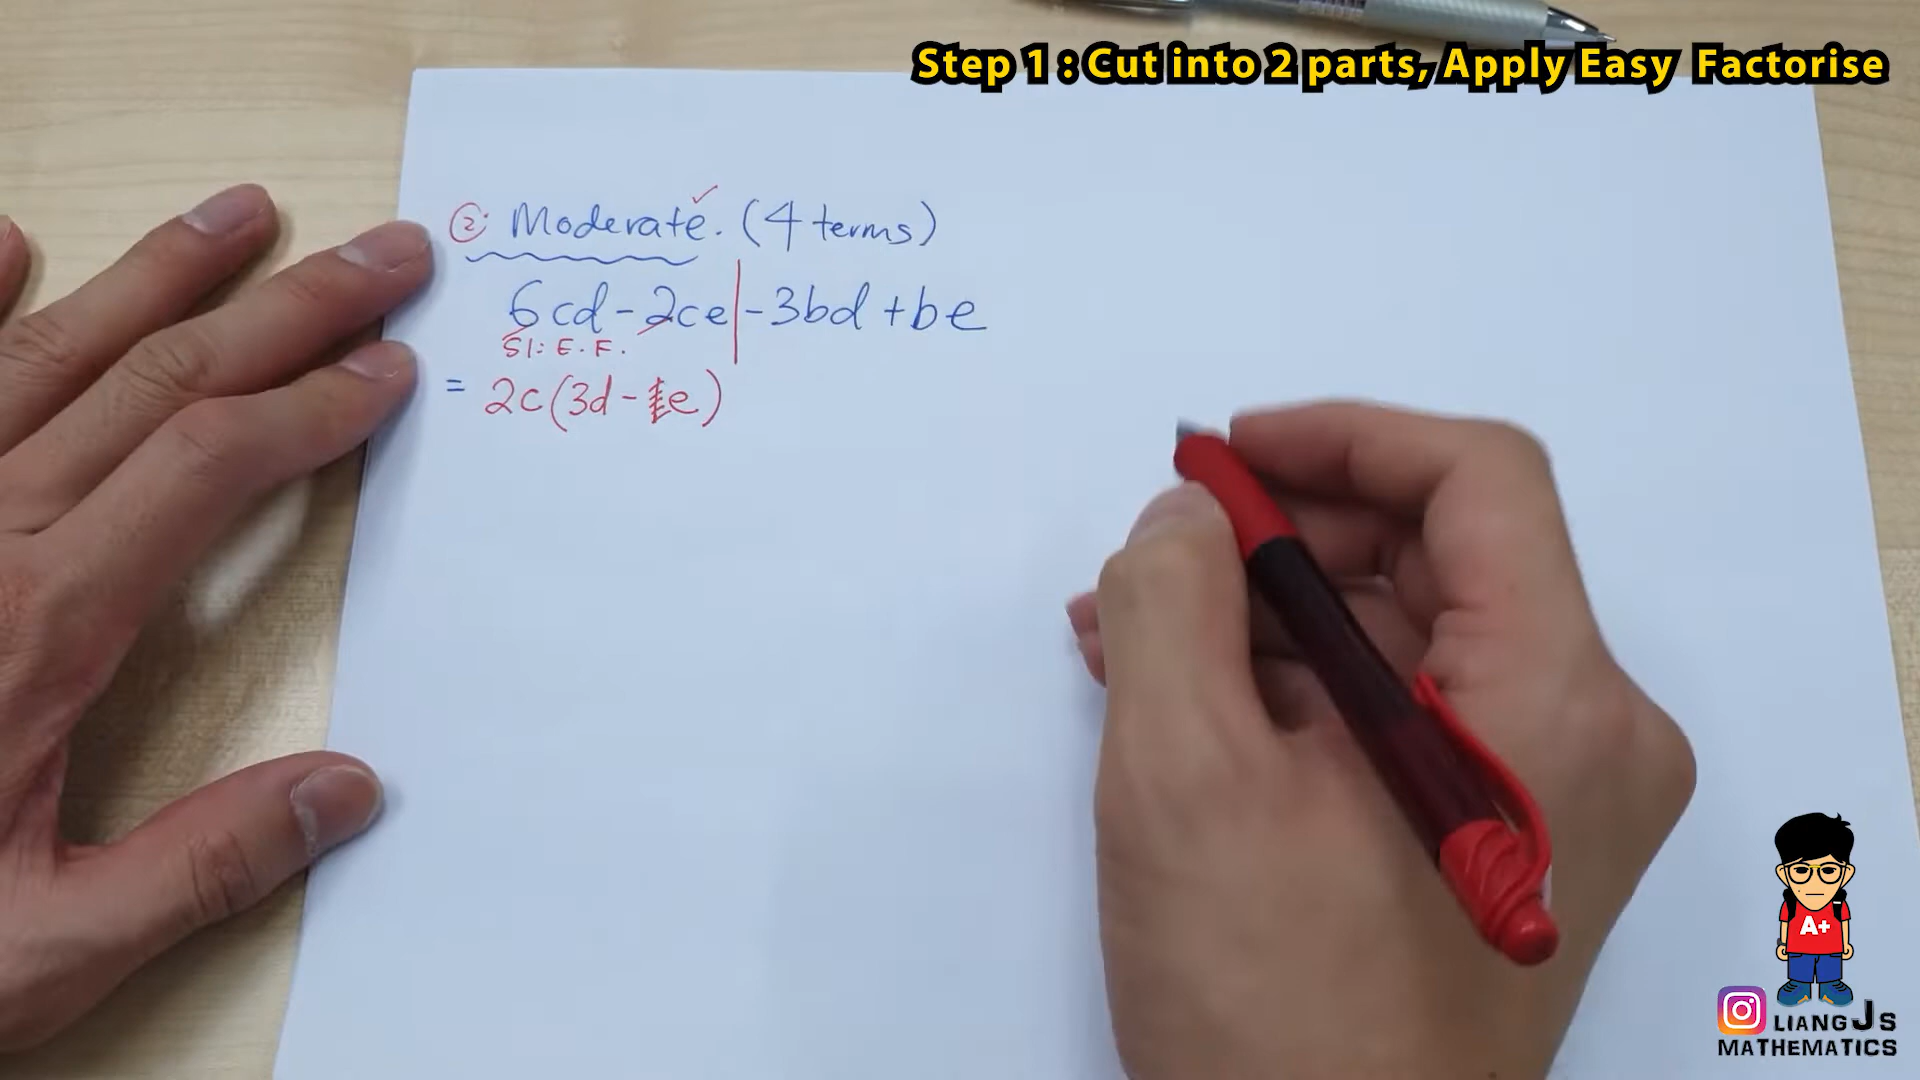 Step 1 : Cut into 2 parts, Apply Easy Factorise
②: Moderate. (4 terms)
6cd - 2ce | - 3bd + be
S1: E. F.
= 2c(3d - e)
A+
LIANGJS
MATHEMATICS